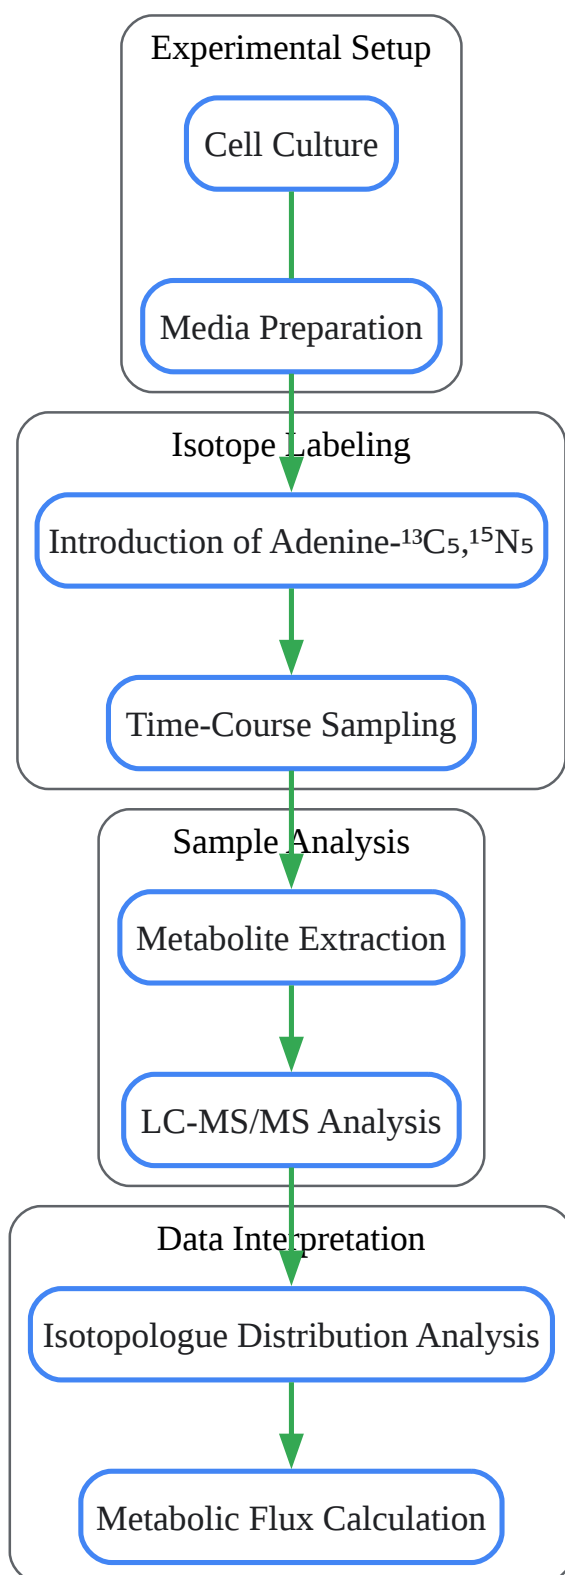 Experimental Setup
Cell Culture
Media Preparation
Isotope Labeling
Introduction of Adenine-¹³C₅,¹⁵N₅
Time-Course Sampling
Sample Analysis
Metabolite Extraction
LC-MS/MS Analysis
Data Interpretation
Isotopologue Distribution Analysis
Metabolic Flux Calculation